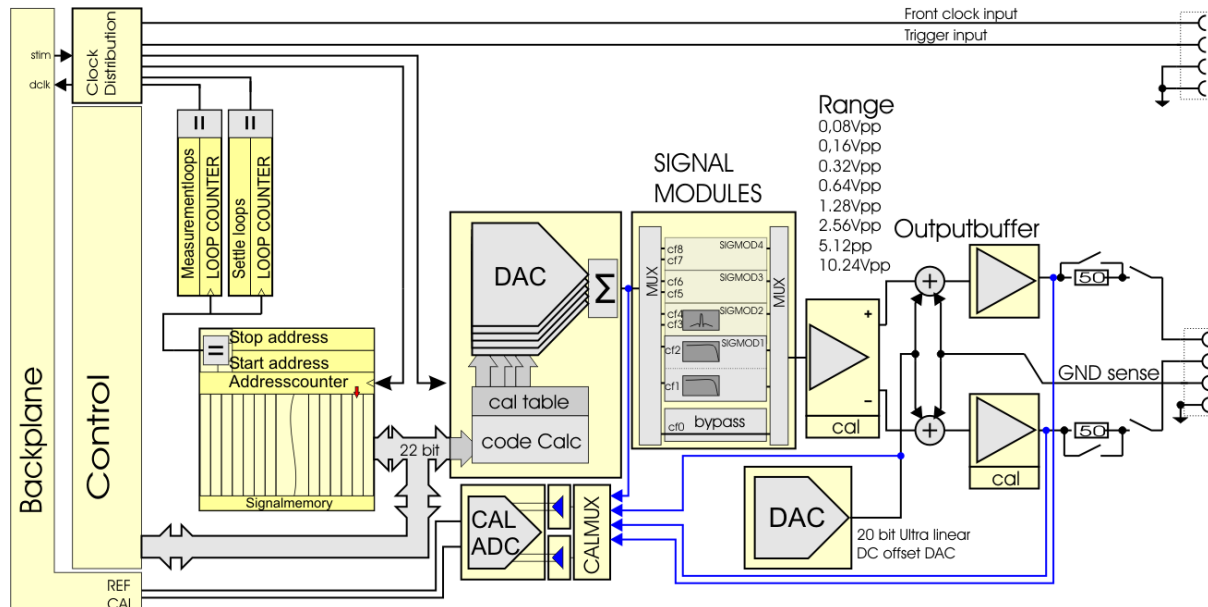 Front clock input
Trigger input
stim
dclk
Clock
Distribution
Backplane
Control
Measurementloops
LOOP COUNTER
Settle loops
LOOP COUNTER
=
=
=
Stop address
Start address
Addresscounter
Signalmemory
22 bit
DAC
Σ
cal table
code Calc
SIGNAL
MODULES
MUX
cf8
cf7
SIGMOD4
cf6
cf5
SIGMOD3
cf4
cf3
SIGMOD2
cf2
SIGMOD1
cf1
cf0
bypass
MUX
Range
0,08Vpp
0,16Vpp
0.32Vpp
0.64Vpp
1.28Vpp
2.56Vpp
5.12pp
10.24Vpp
+
−
cal
Outputbuffer
+
+
cal
50
50
GND sense
CAL
ADC
CALMUX
DAC
20 bit Ultra linear
DC offset DAC
REF
CAL